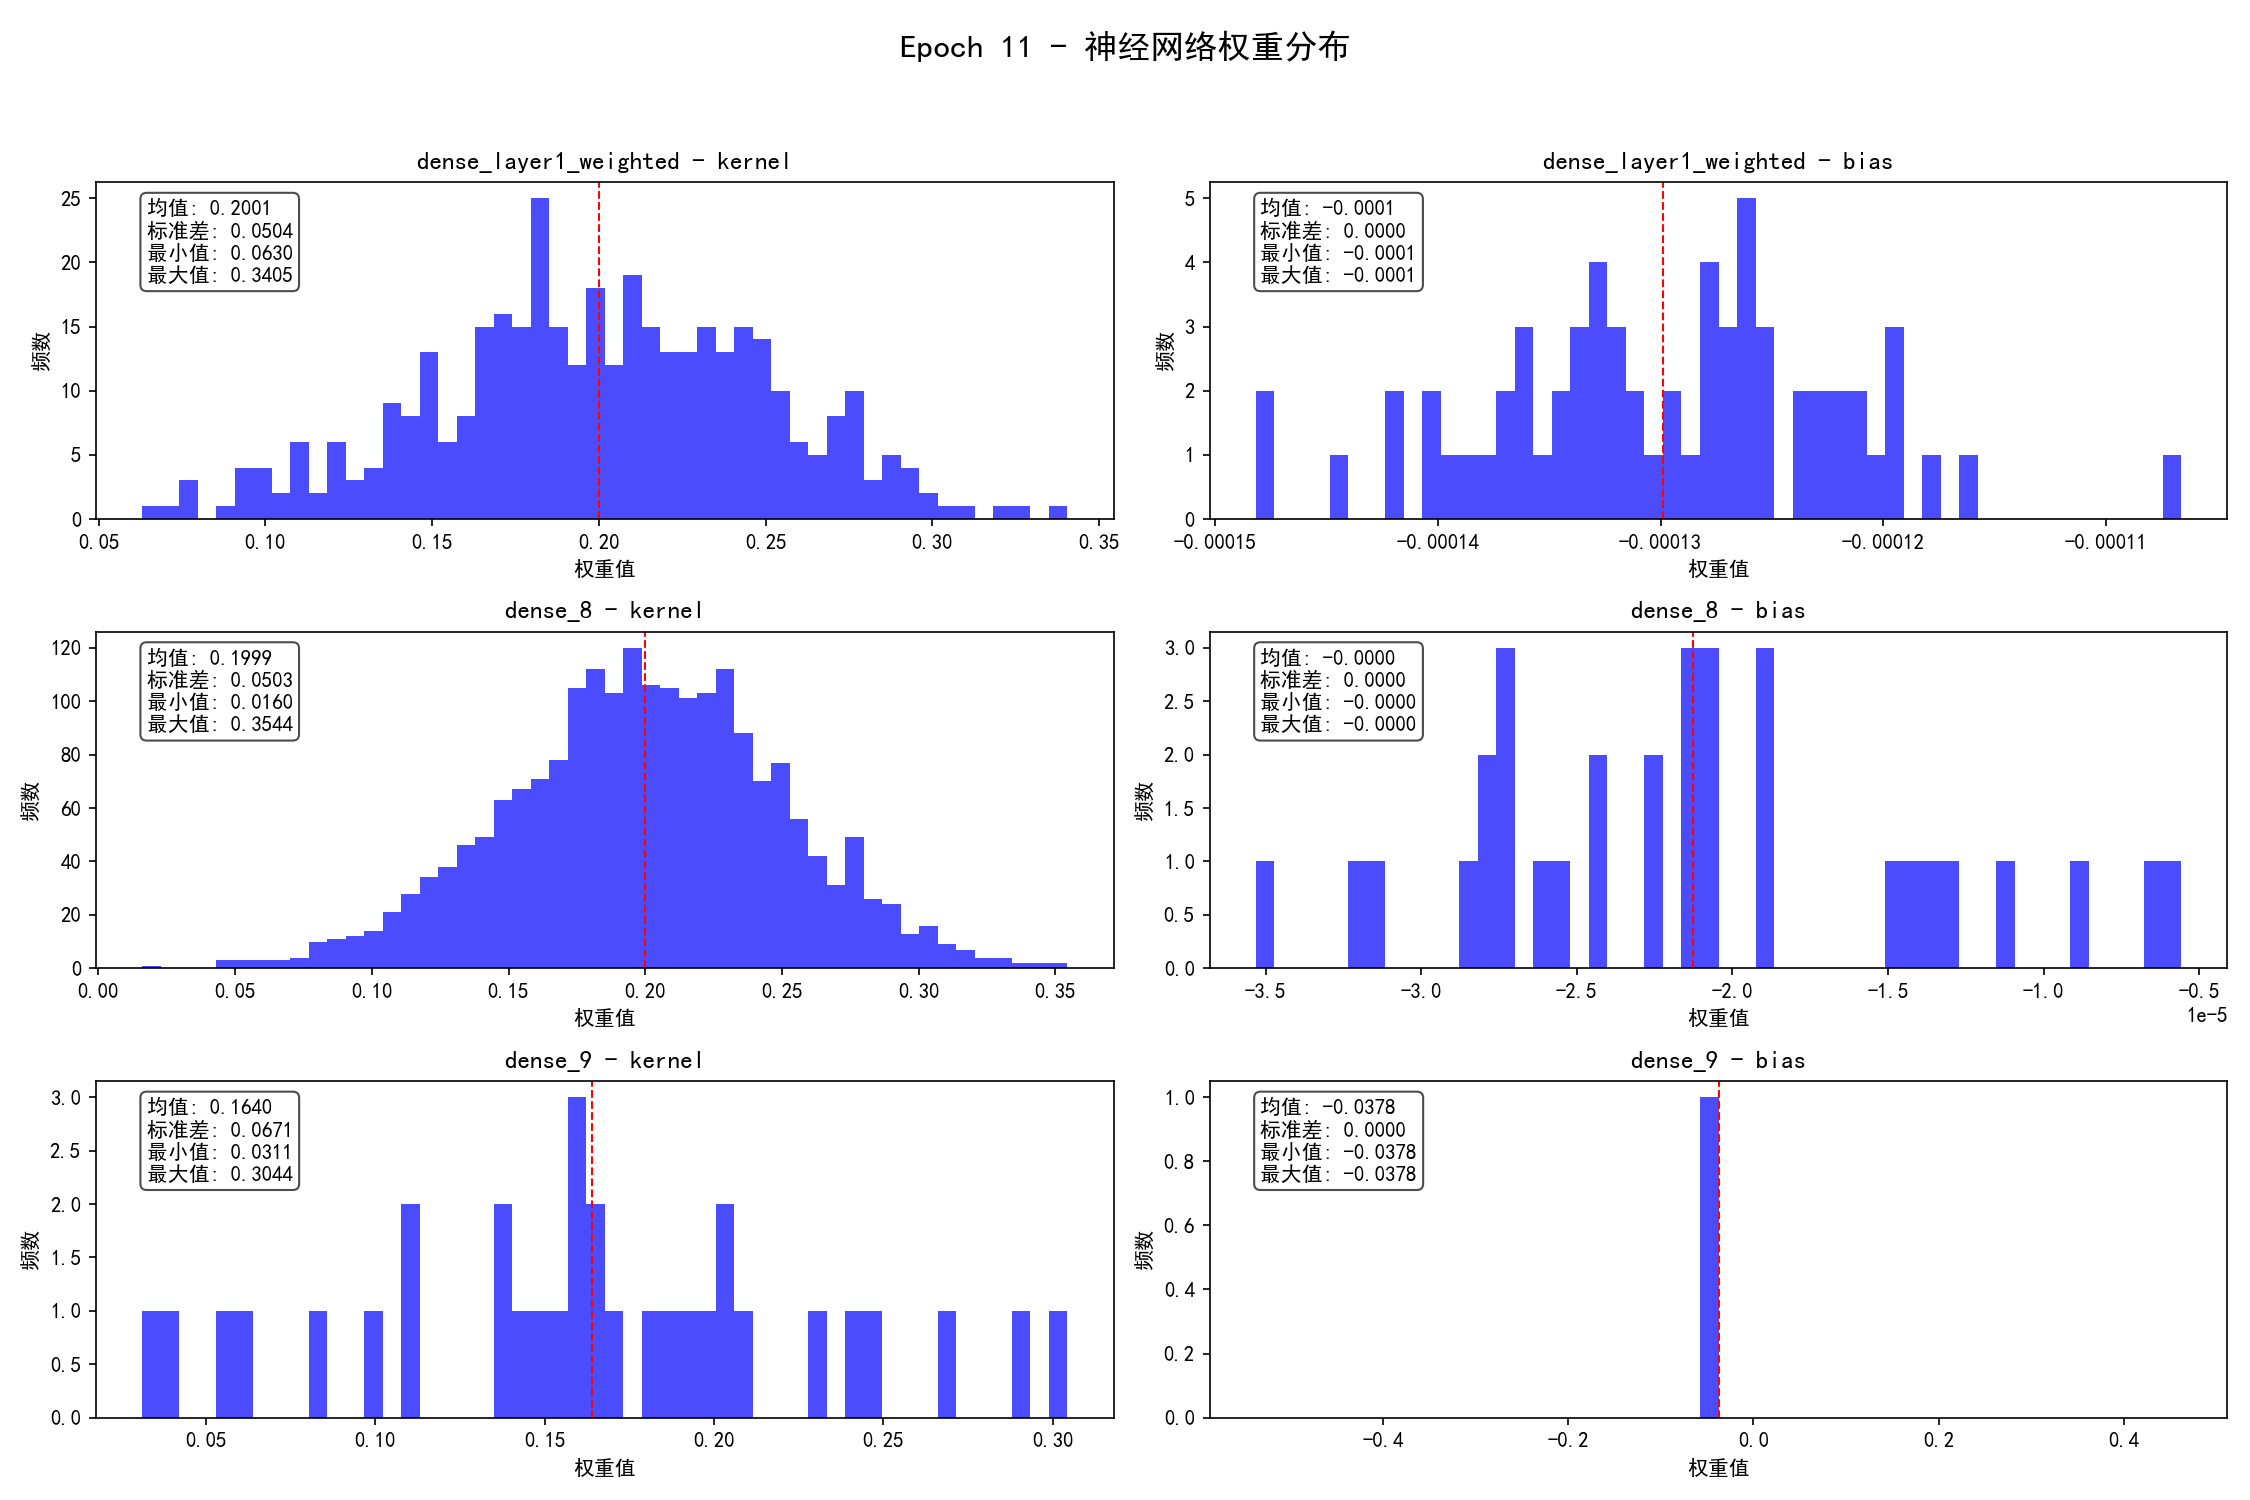 Epoch 11 - 神经网络权重分布
dense_layer1_weighted - kernel
均值: 0.2001
标准差: 0.0504
最小值: 0.0630
最大值: 0.3405
频数
25
20
15
10
5
0
0.05 0.10 0.15 0.20 0.25 0.30 0.35
权重值
dense_layer1_weighted - bias
均值: -0.0001
标准差: 0.0000
最小值: -0.0001
最大值: -0.0001
频数
5
4
3
2
1
0
-0.00015 -0.00014 -0.00013 -0.00012 -0.00011
权重值
dense_8 - kernel
均值: 0.1999
标准差: 0.0503
最小值: 0.0160
最大值: 0.3544
频数
120
100
80
60
40
20
0
0.00 0.05 0.10 0.15 0.20 0.25 0.30 0.35
权重值
dense_8 - bias
均值: -0.0000
标准差: 0.0000
最小值: -0.0000
最大值: -0.0000
频数
3.0
2.5
2.0
1.5
1.0
0.5
0.0
-3.5 -3.0 -2.5 -2.0 -1.5 -1.0 -0.5
1e-5
权重值
dense_9 - kernel
均值: 0.1640
标准差: 0.0671
最小值: 0.0311
最大值: 0.3044
频数
3.0
2.5
2.0
1.5
1.0
0.5
0.0
0.05 0.10 0.15 0.20 0.25 0.30
权重值
dense_9 - bias
均值: -0.0378
标准差: 0.0000
最小值: -0.0378
最大值: -0.0378
频数
1.0
0.8
0.6
0.4
0.2
0.0
-0.4 -0.2 0.0 0.2 0.4
权重值